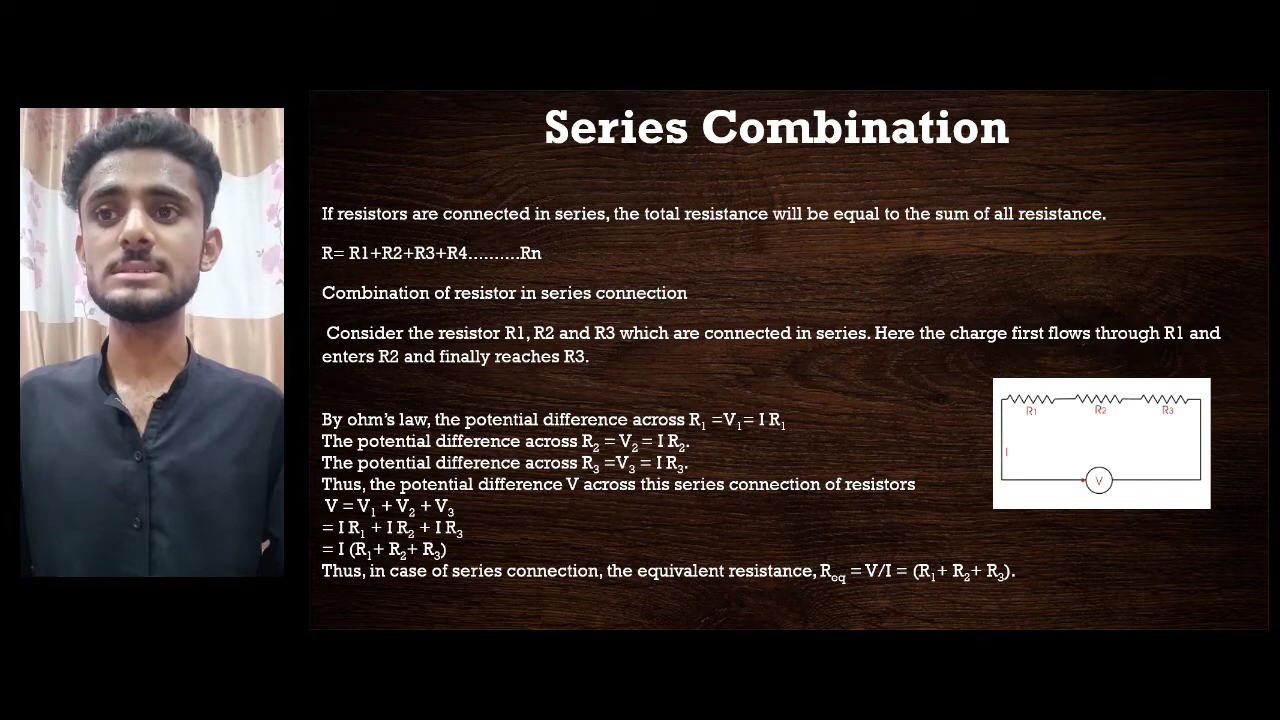 Series Combination
If resistors are connected in series, the total resistance will be equal to the sum of all resistance.
R= R1+R2+R3+R4..........Rn
Combination of resistor in series connection
Consider the resistor R1, R2 and R3 which are connected in series. Here the charge first flows through R1 and
enters R2 and finally reaches R3.
By ohm's law, the potential difference across R₁ =V₁= I R₁
The potential difference across R₂ = V₂ = I R₂.
The potential difference across R₃ =V₃ = I R₃.
Thus, the potential difference V across this series connection of resistors
V = V₁ + V₂ + V₃
= I R₁ + I R₂ + I R₃
= I (R₁+ R₂+ R₃)
Thus, in case of series connection, the equivalent resistance, Req = V/I = (R₁+ R₂+ R₃).
R1 R2 R3
I
V